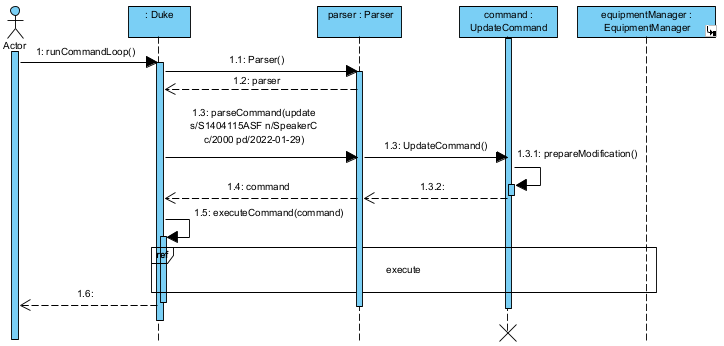 : Duke
parser : Parser
command :
UpdateCommand
equipmentManager :
EquipmentManager
Actor
1: runCommandLoop()
1.1: Parser()
1.2: parser
1.3: parseCommand(update
s/S1404115ASF n/SpeakerC
c/2000 pd/2022-01-29)
1.3: UpdateCommand()
1.3.1: prepareModification()
1.4: command
1.3.2:
1.5: executeCommand(command)
ref
execute
1.6: